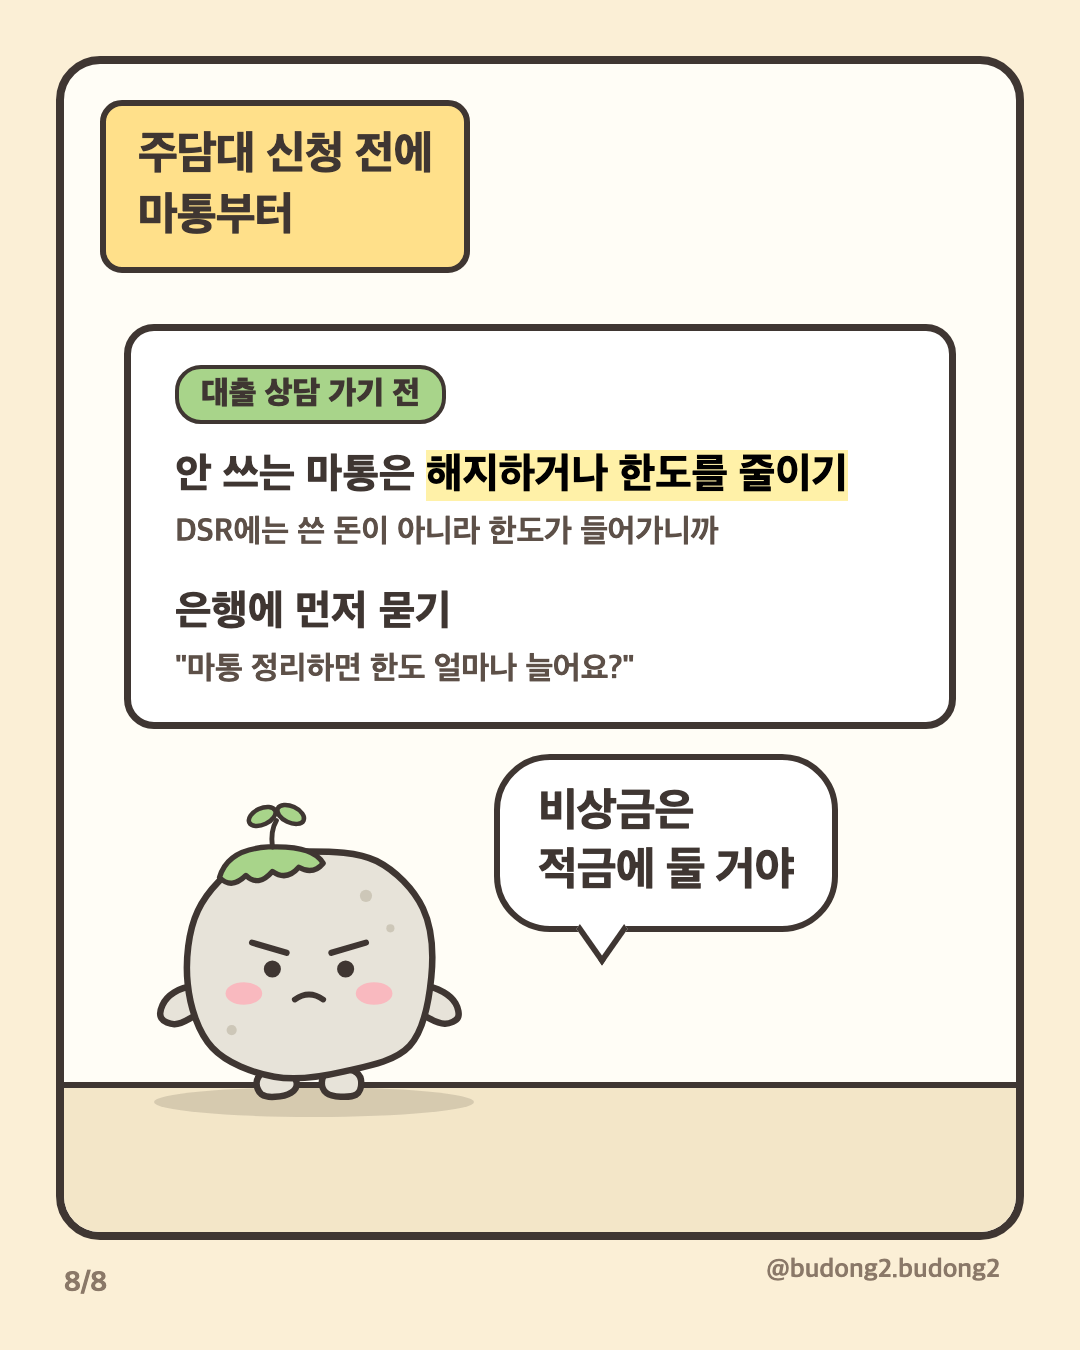 주담대 신청 전에
마통부터
대출 상담 가기 전
안 쓰는 마통은 해지하거나 한도를 줄이기
DSR에는 쓴 돈이 아니라 한도가 들어가니까
은행에 먼저 묻기
"마통 정리하면 한도 얼마나 늘어요?"
비상금은
적금에 둘 거야
8/8
@budong2.budong2